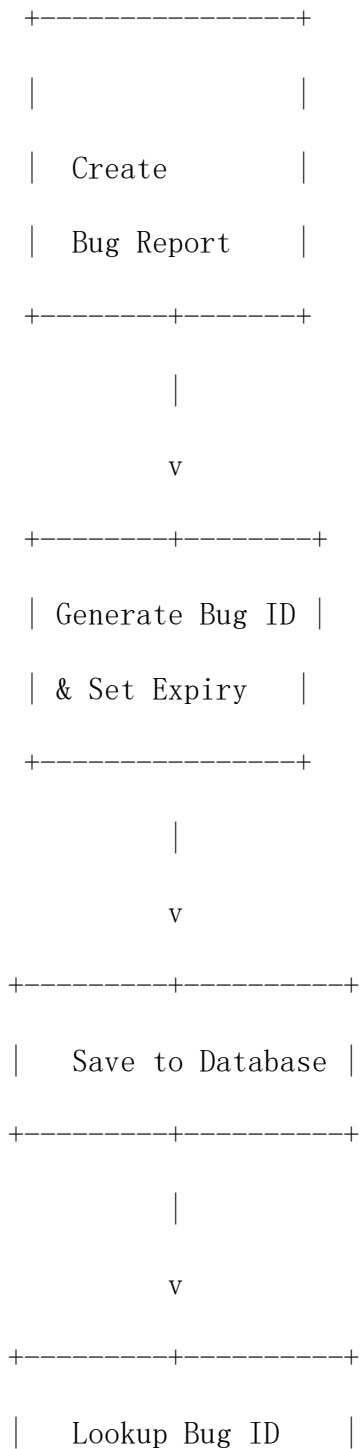 +-----------------+
|                 |
|  Create         |
|  Bug Report     |
+---------+-------+
|
v
+---------+--------+
| Generate Bug ID |
| & Set Expiry   |
+-----------------+
|
v
+----------+----------+
|   Save to Database |
+----------+----------+
|
v
+----------+----------+
|   Lookup Bug ID    |